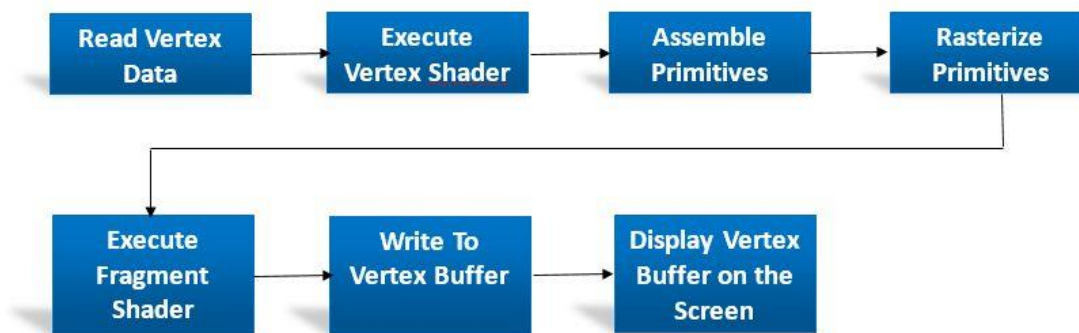 Read Vertex
Data
Execute
Vertex Shader
Assemble
Primitives
Rasterize
Primitives
Execute
Fragment
Shader
Write To
Vertex Buffer
Display Vertex
Buffer on the
Screen